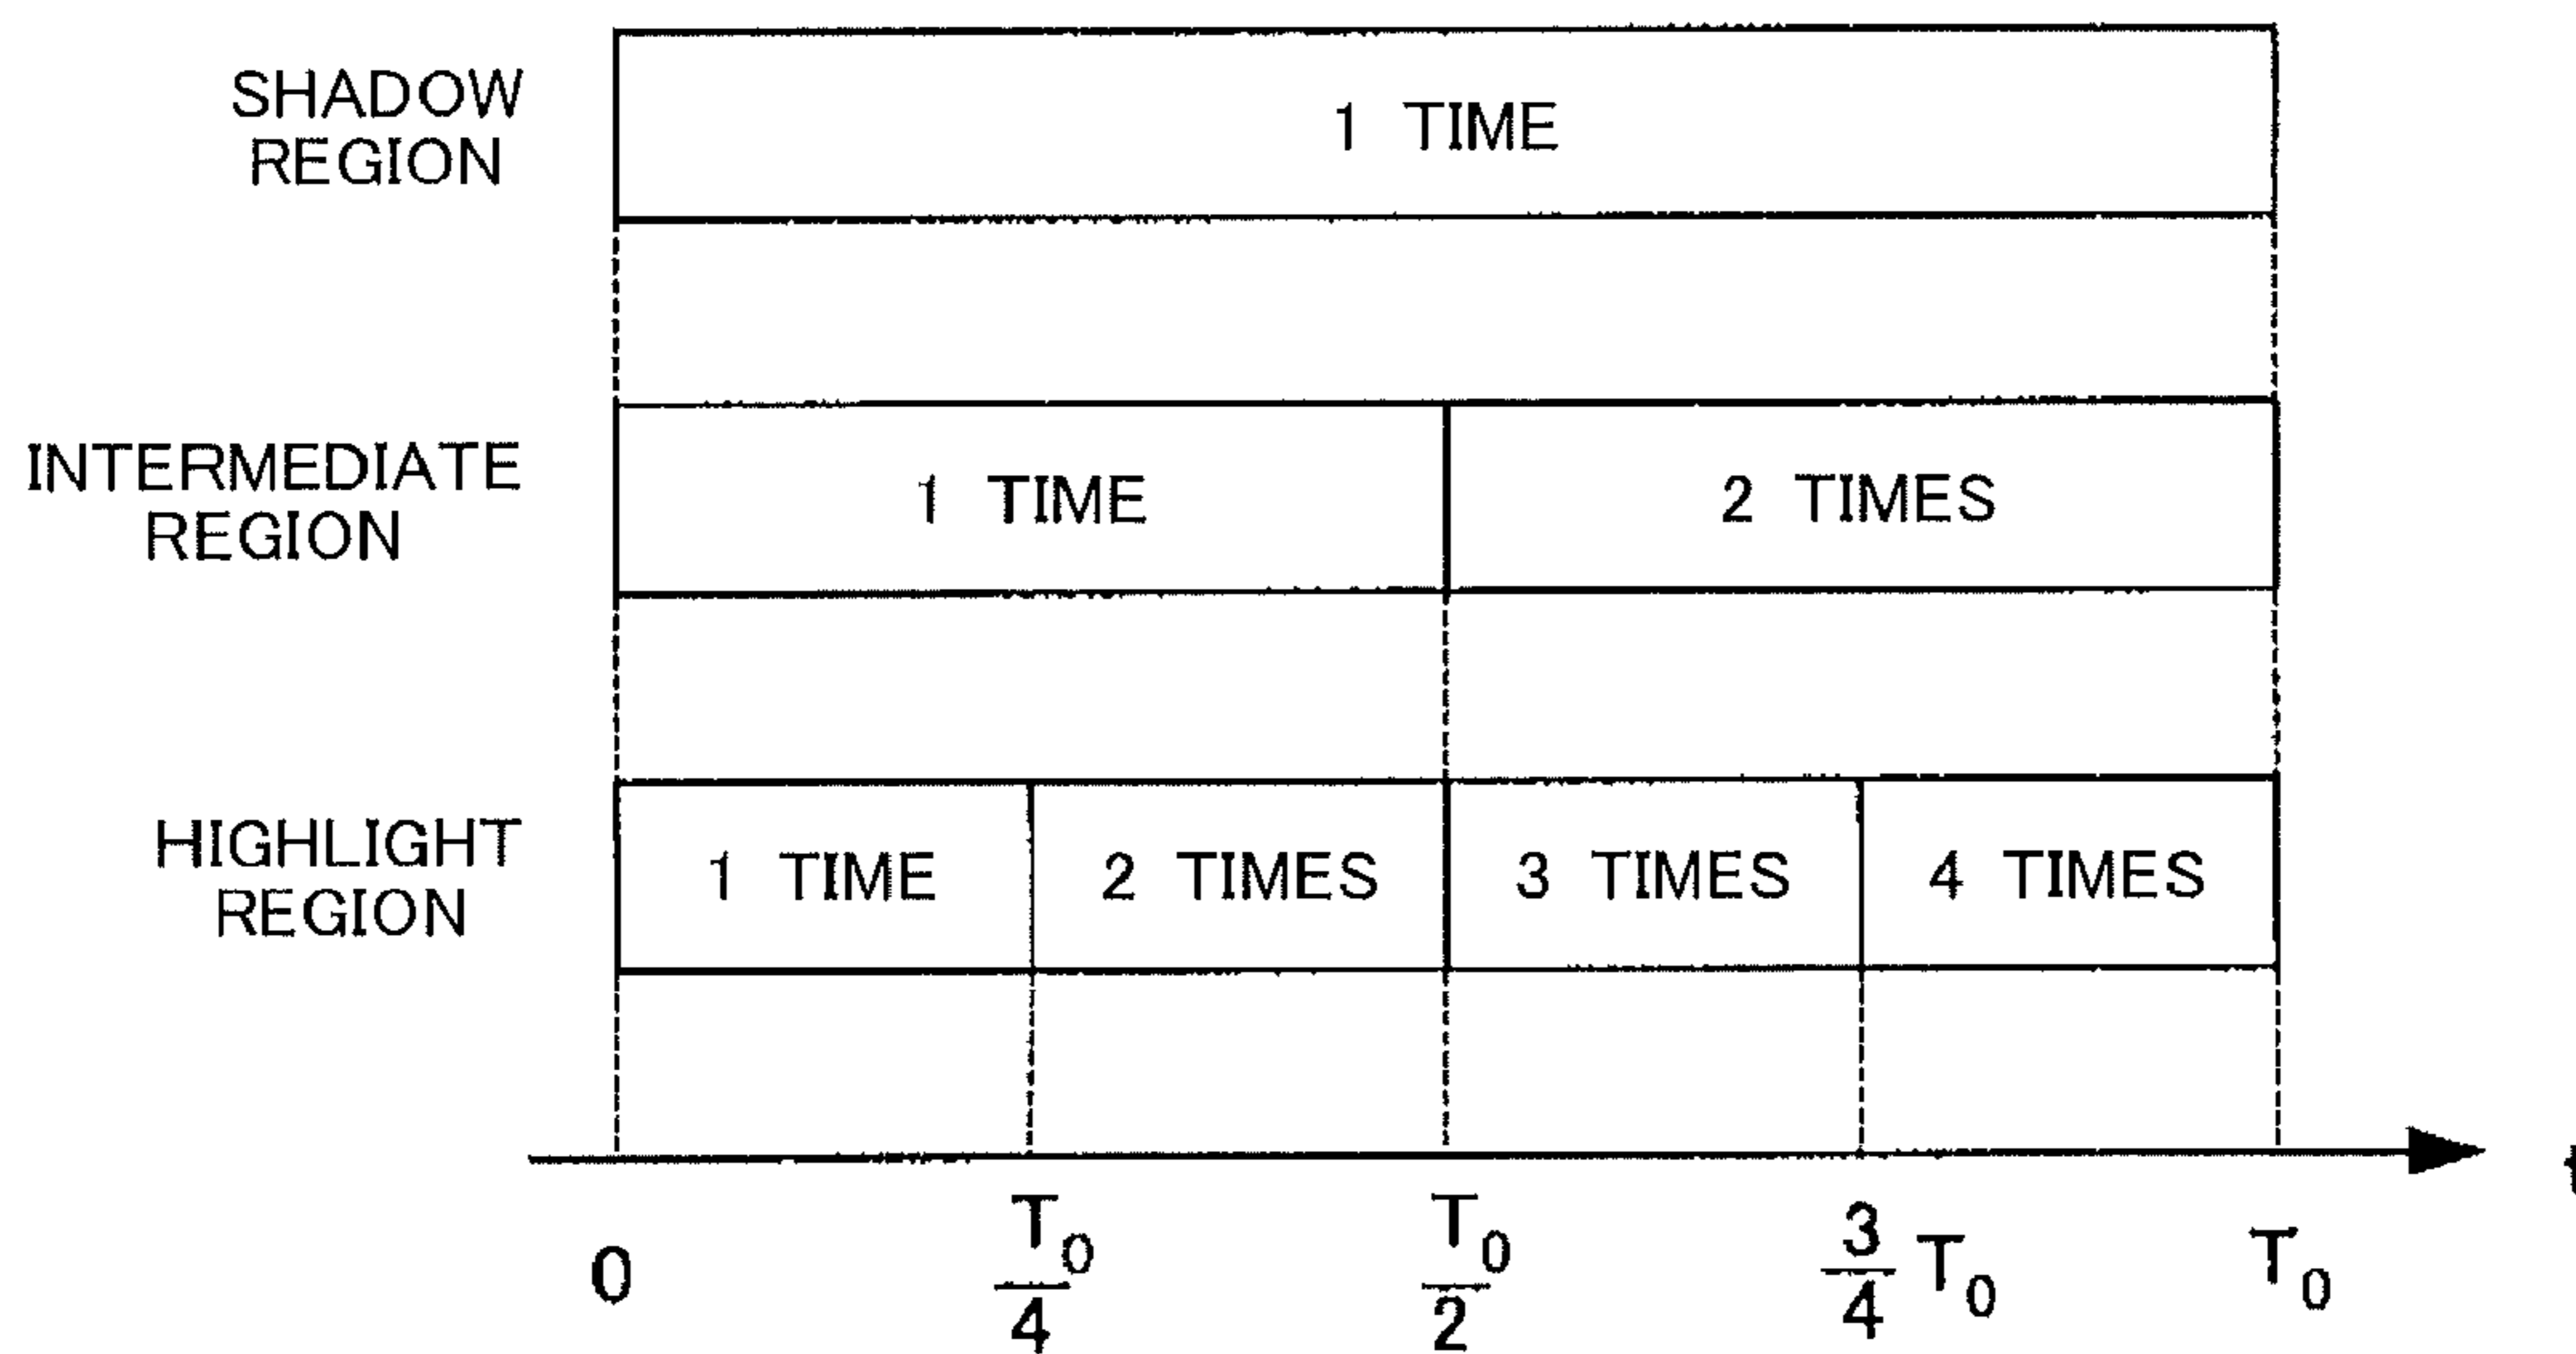 SHADOW
REGION
1 TIME
INTERMEDIATE
REGION
1 TIME
2 TIMES
HIGHLIGHT
REGION
1 TIME
2 TIMES
3 TIMES
4 TIMES
t
0
T₀/4
T₀/2
3/4 T₀
T₀